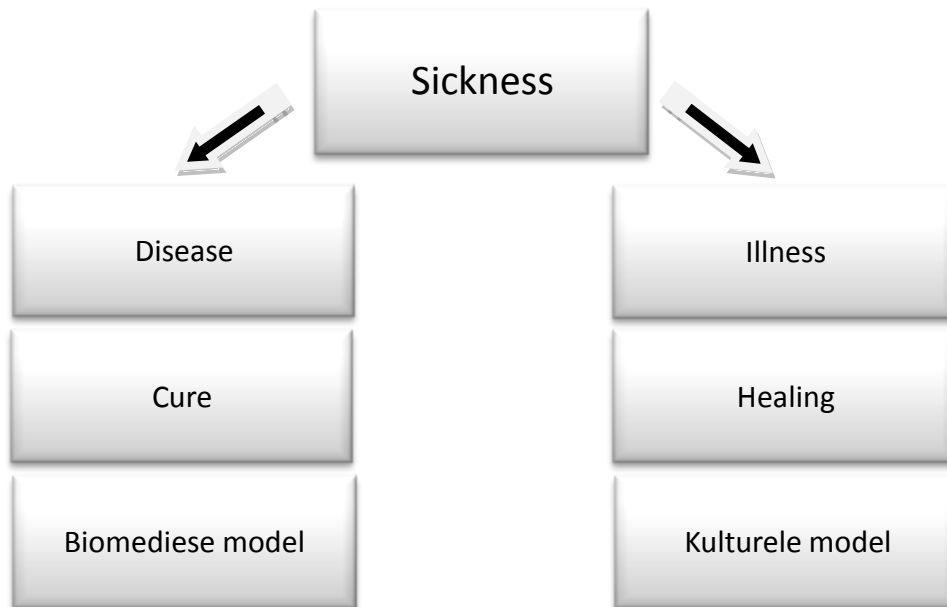 Sickness
Disease
Illness
Cure
Healing
Biomediese model
Kulturele model